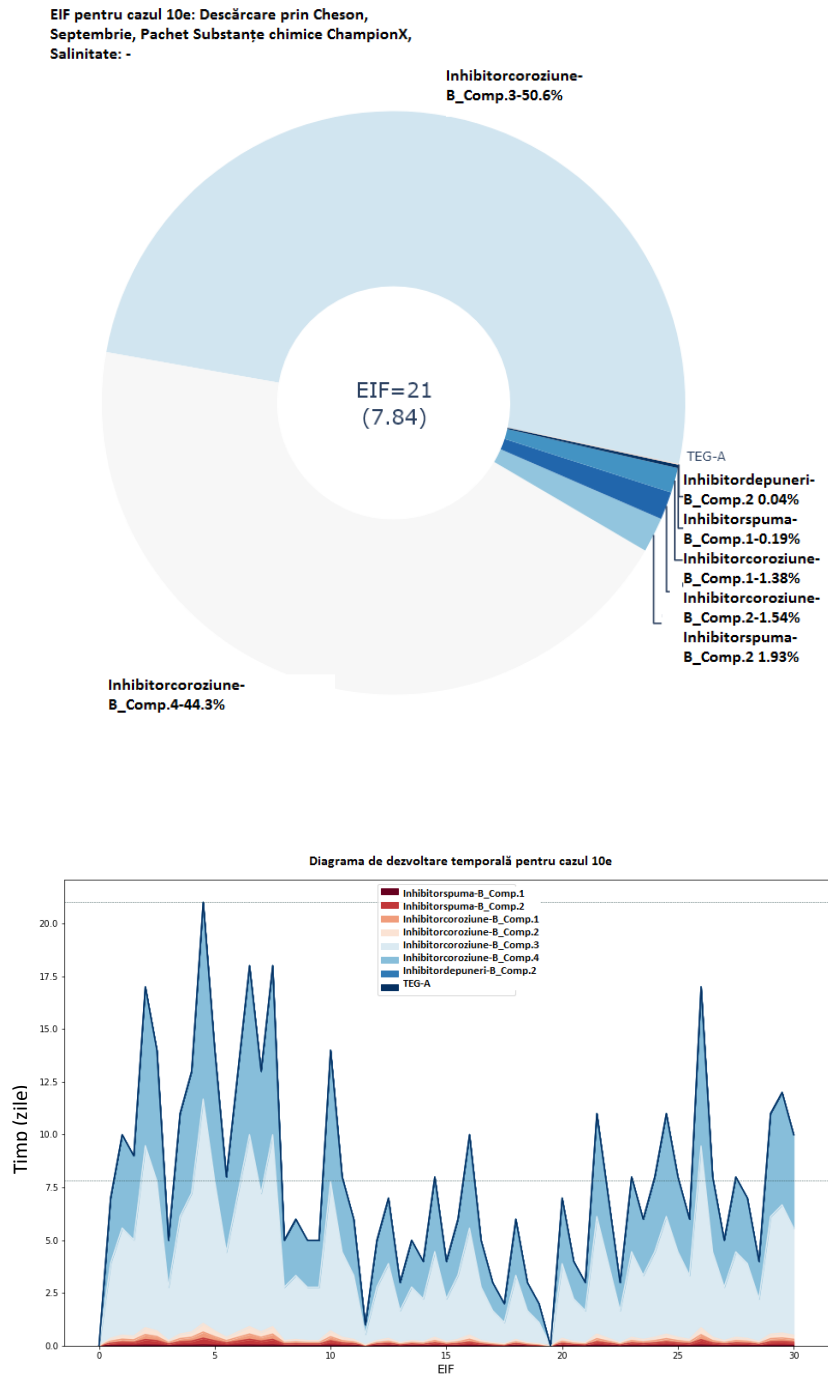 EIF pentru cazul 10e: Descărcare prin Cheson,
Septembrie, Pachet Substanțe chimice ChampionX,
Salinitate: -
Inhibitorcoroziune-
B_Comp.3-50.6%
EIF=21
(7.84)
TEG-A
Inhibitordepuneri-
B_Comp.2 0.04%
Inhibitorspuma-
B_Comp.1-0.19%
Inhibitorcoroziune-
B_Comp.1-1.38%
Inhibitorcoroziune-
B_Comp.2-1.54%
Inhibitorspuma-
B_Comp.2 1.93%
Inhibitorcoroziune-
B_Comp.4-44.3%
Diagrama de dezvoltare temporală pentru cazul 10e
Inhibitorspuma-B_Comp.1
Inhibitorspuma-B_Comp.2
Inhibitorcoroziune-B_Comp.1
Inhibitorcoroziune-B_Comp.2
Inhibitorcoroziune-B_Comp.3
Inhibitorcoroziune-B_Comp.4
Inhibitordepuneri-B_Comp.2
TEG-A
20.0
17.5
15.0
12.5
10.0
7.5
5.0
2.5
0.0
Timp (zile)
0 5 10 15 20 25 30
EIF